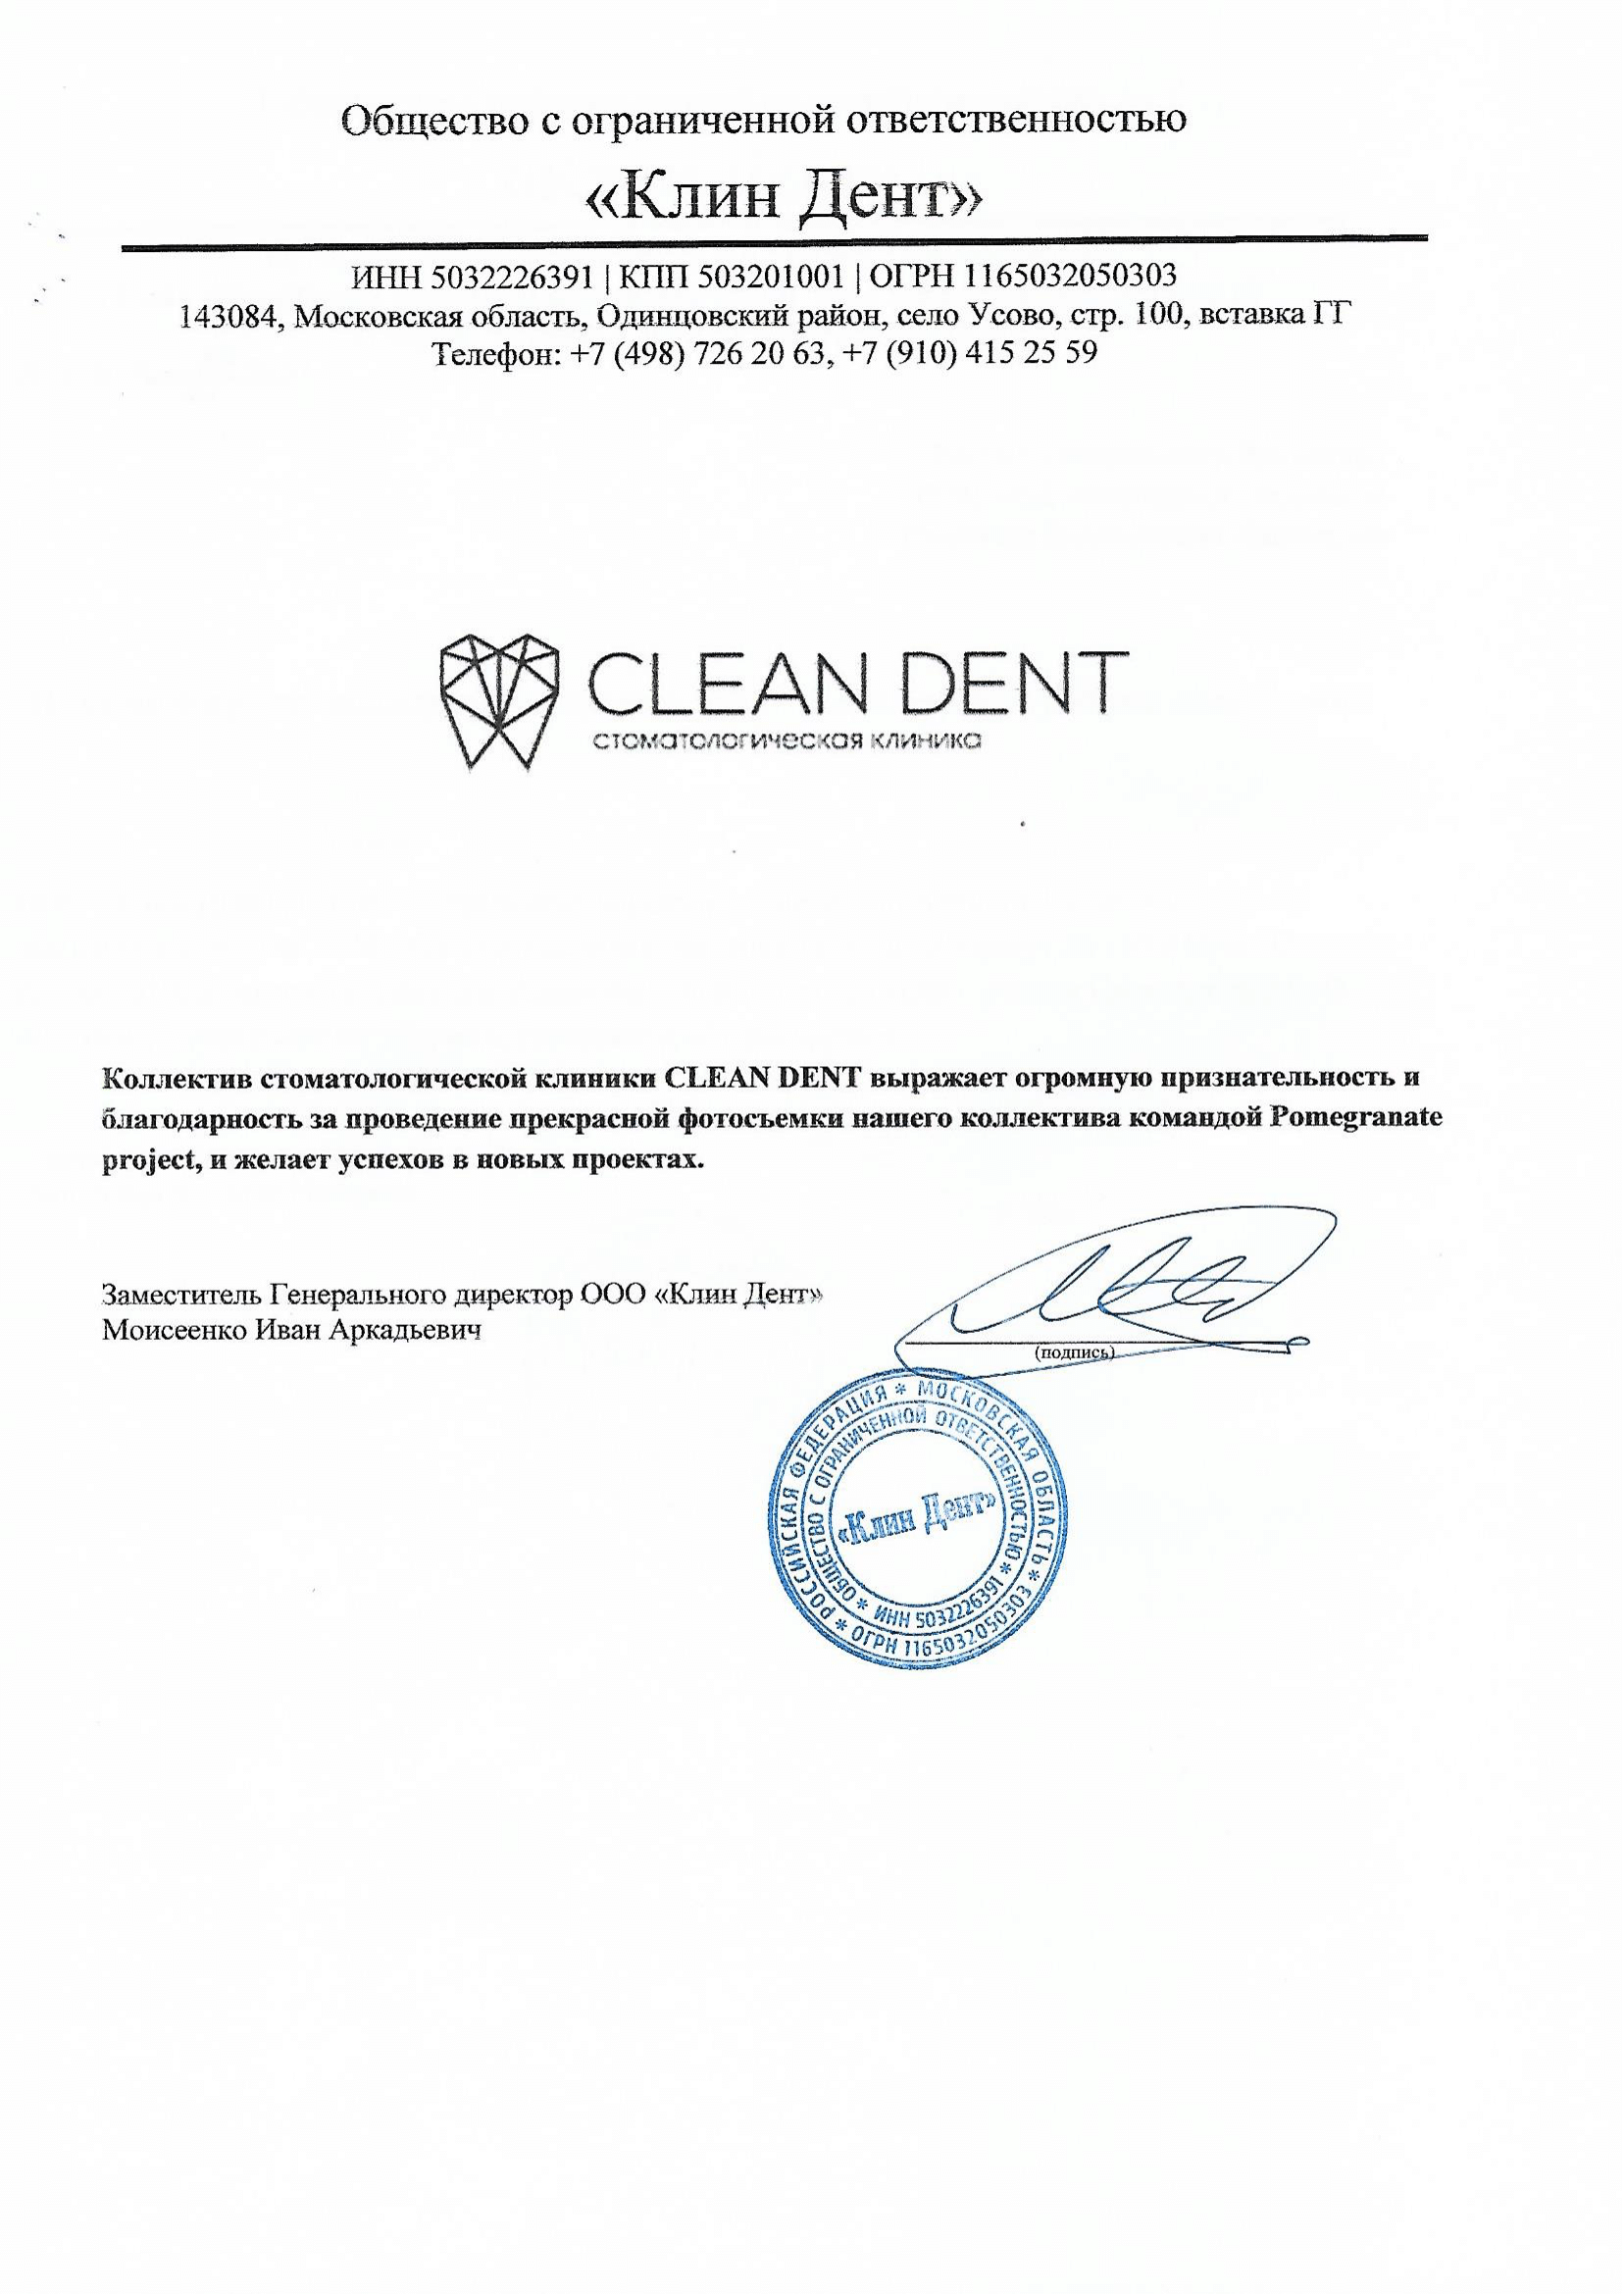 Общество с ограниченной ответственностью
«Клин Дент»
ИНН 5032226391 | КПП 503201001 | ОГРН 1165032050303
143084, Московская область, Одинцовский район, село Усово, стр. 100, вставка ГГ
Телефон: +7 (498) 726 20 63, +7 (910) 415 25 59
CLEAN DENT
стоматологическая клиника
Коллектив стоматологической клиники CLEAN DENT выражает огромную признательность и
благодарность за проведение прекрасной фотосъемки нашего коллектива командой Pomegranate
project, и желает успехов в новых проектах.
Заместитель Генерального директор ООО «Клин Дент»
Моисеенко Иван Аркадьевич
(подпись)
РОССИЙСКАЯ ФЕДЕРАЦИЯ * МОСКОВСКАЯ ОБЛАСТЬ * ОГРН 1165032050303 *
ОБЩЕСТВО С ОГРАНИЧЕННОЙ ОТВЕТСТВЕННОСТЬЮ * ИНН 5032226391 *
«Клин Дент»